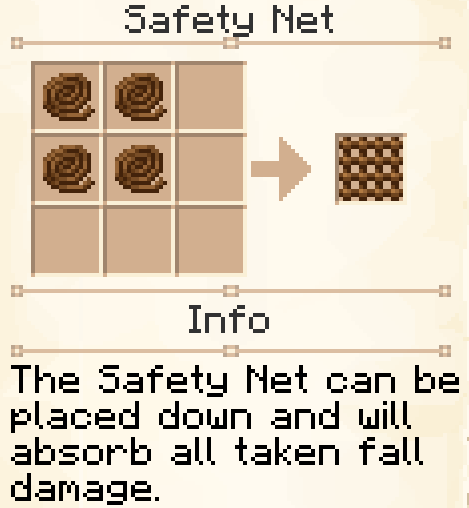 Safety Net
Info
The Safety Net can be
placed down and will
absorb all taken fall
damage.